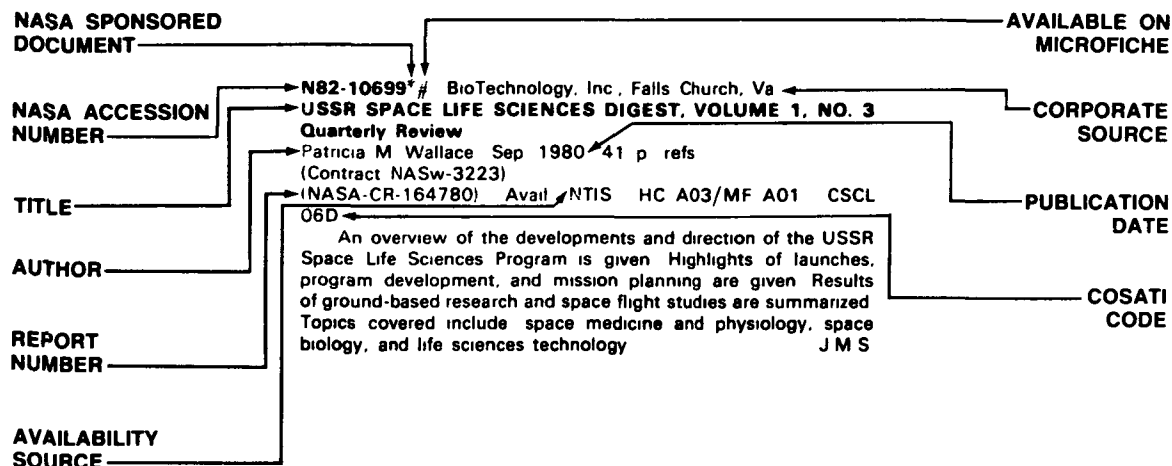 NASA SPONSORED
DOCUMENT
AVAILABLE ON
MICROFICHE
N82-10699*# BioTechnology, Inc , Falls Church, Va
NASA ACCESSION
NUMBER
USSR SPACE LIFE SCIENCES DIGEST, VOLUME 1, NO. 3
CORPORATE
SOURCE
Quarterly Review
Patricia M Wallace Sep 1980 41 p refs
(Contract NASw-3223)
TITLE
(NASA-CR-164780) Avail NTIS HC A03/MF A01 CSCL
06D
PUBLICATION
DATE
An overview of the developments and direction of the USSR
Space Life Sciences Program is given Highlights of launches,
AUTHOR
program development, and mission planning are given Results
of ground-based research and space flight studies are summarized
COSATI
CODE
Topics covered include space medicine and physiology, space
biology, and life sciences technology J M S
REPORT
NUMBER
AVAILABILITY
SOURCE